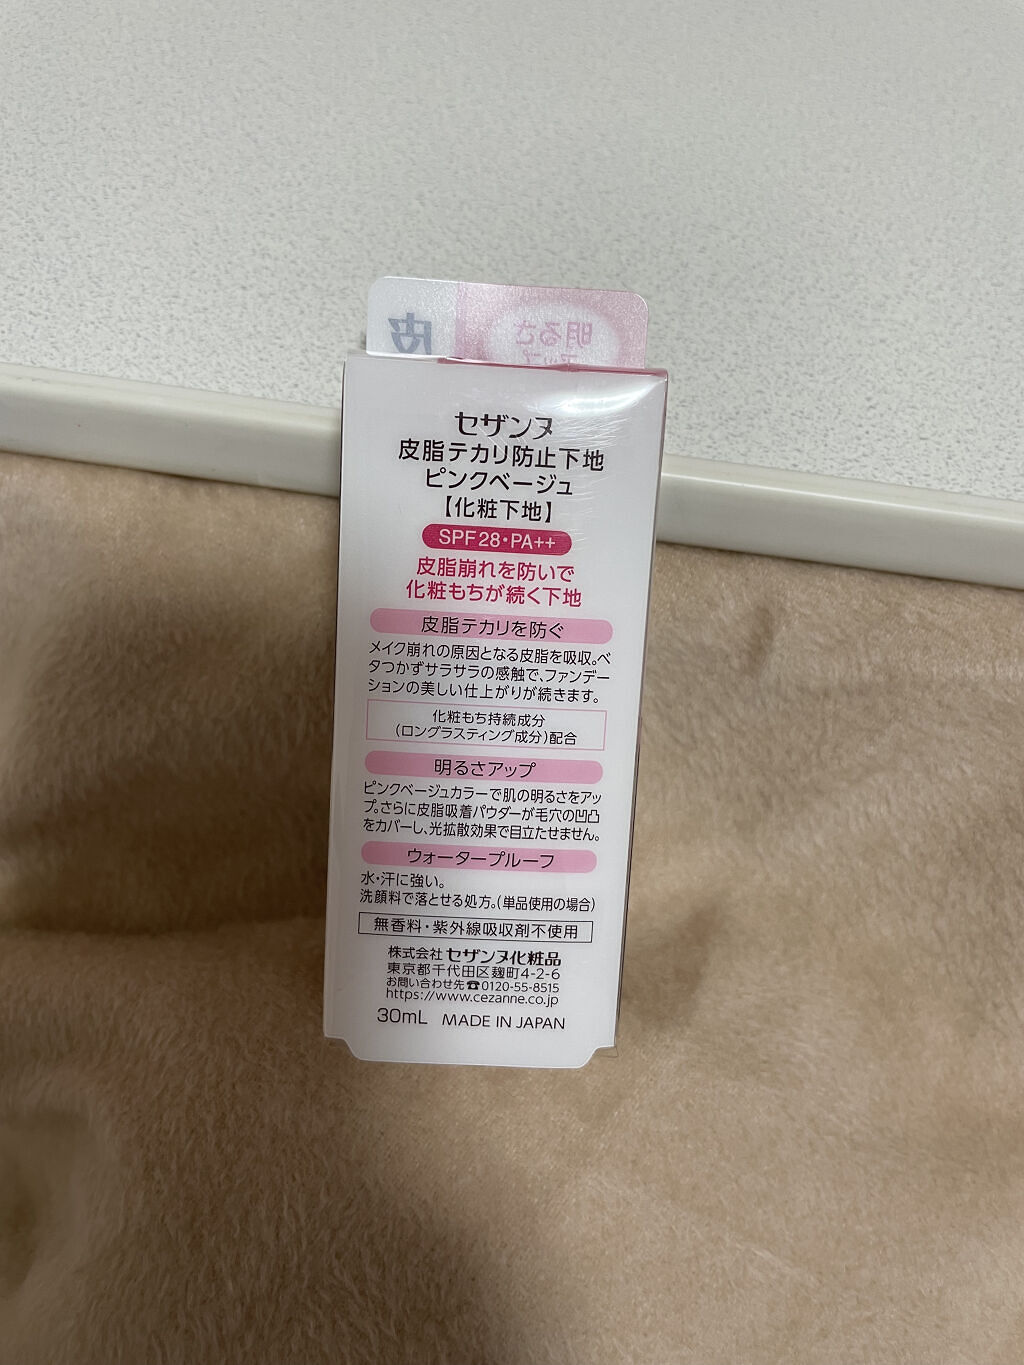 皮
明るさ
アップ
セザンヌ
皮脂テカリ防止下地
ピンクベージュ
【化粧下地】
SPF28・PA++
皮脂崩れを防いで
化粧もちが続く下地
皮脂テカリを防ぐ
メイク崩れの原因となる皮脂を吸収。ベ
タつかずサラサラの感触で、ファンデー
ションの美しい仕上がりが続きます。
化粧もち持続成分
(ロングラスティング成分)配合
明るさアップ
ピンクベージュカラーで肌の明るさをアッ
プ。さらに皮脂吸着パウダーが毛穴の凹凸
をカバーし、光拡散効果で目立たせません。
ウォータープルーフ
水・汗に強い。
洗顔料で落とせる処方。(単品使用の場合)
無香料・紫外線吸収剤不使用
株式会社 セザンヌ化粧品
東京都千代田区麹町4-2-6
お問い合わせ先☎0120-55-8515
https://www.cezanne.co.jp
30mL MADE IN JAPAN